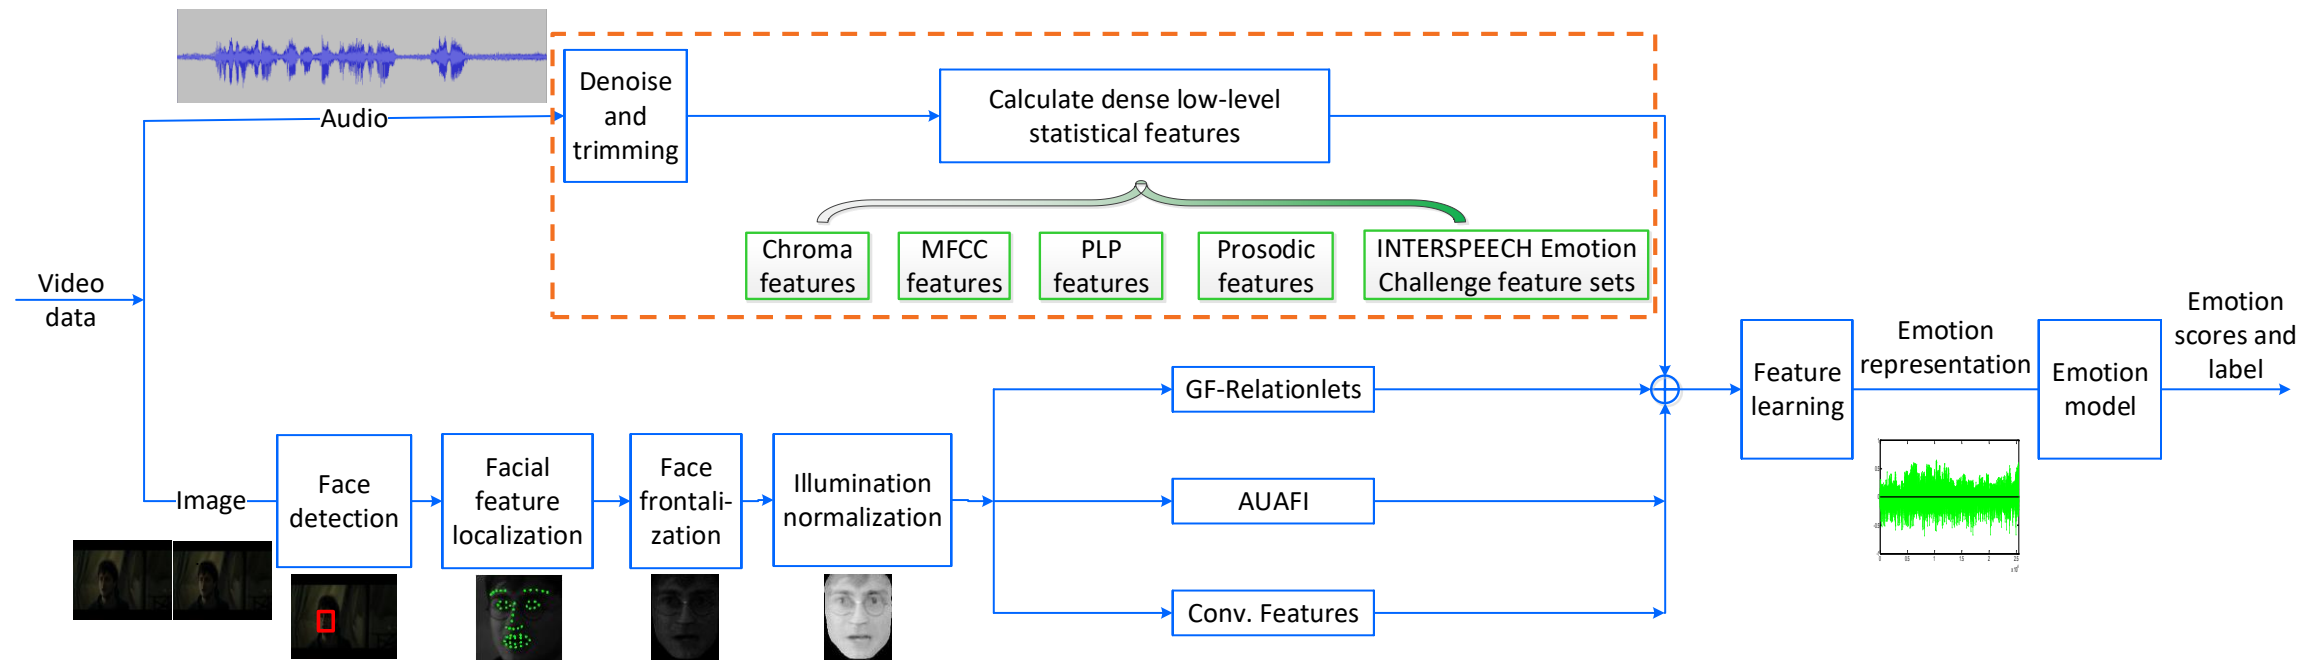 Audio
Denoise
and
trimming
Calculate dense low-level
statistical features
Chroma
features
MFCC
features
PLP
features
Prosodic
features
INTERSPEECH Emotion
Challenge feature sets
Video
data
Image
Face
detection
Facial
feature
localization
Face
frontali-
zation
Illumination
normalization
GF-Relationlets
AUAFI
Conv. Features
Feature
learning
Emotion
representation
Emotion
model
Emotion
scores and
label